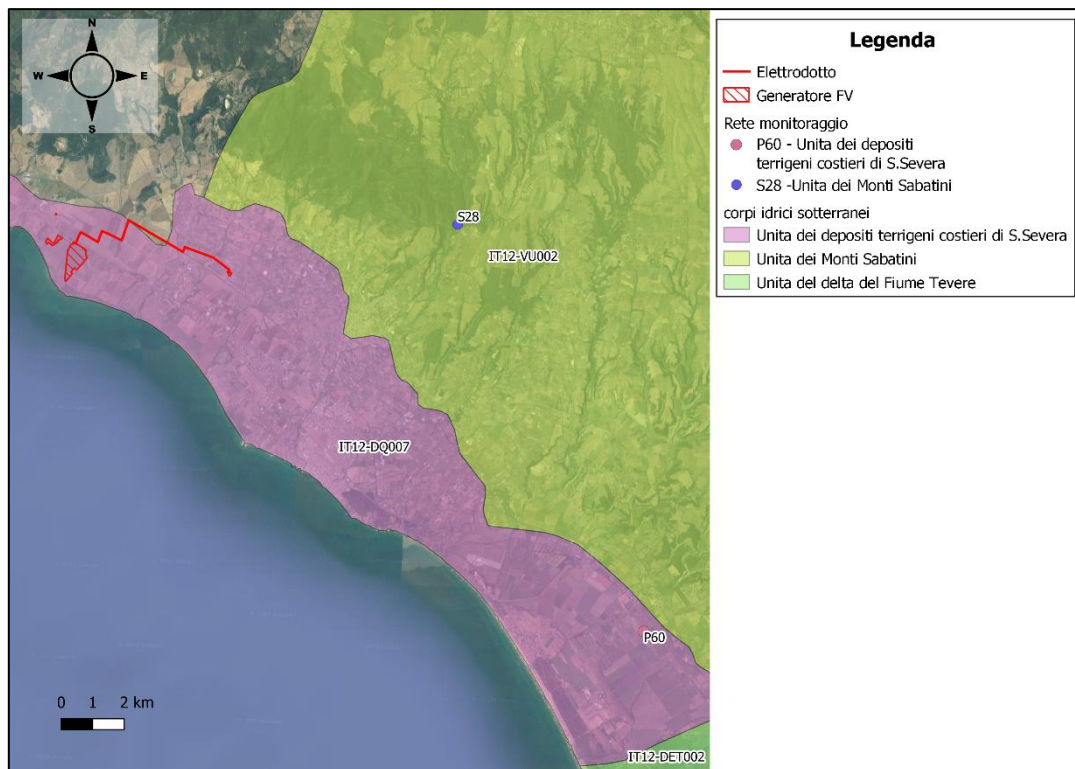 N
W
E
S
S28
IT12-VU002
IT12-DQ007
P60
IT12-DET002
0 1 2 km
Legenda
Elettrodotto
Generatore FV
Rete monitoraggio
P60 - Unita dei depositi
terrigeni costieri di S.Severa
S28 -Unita dei Monti Sabatini
corpi idrici sotterranei
Unita dei depositi terrigeni costieri di S.Severa
Unita dei Monti Sabatini
Unita del delta del Fiume Tevere